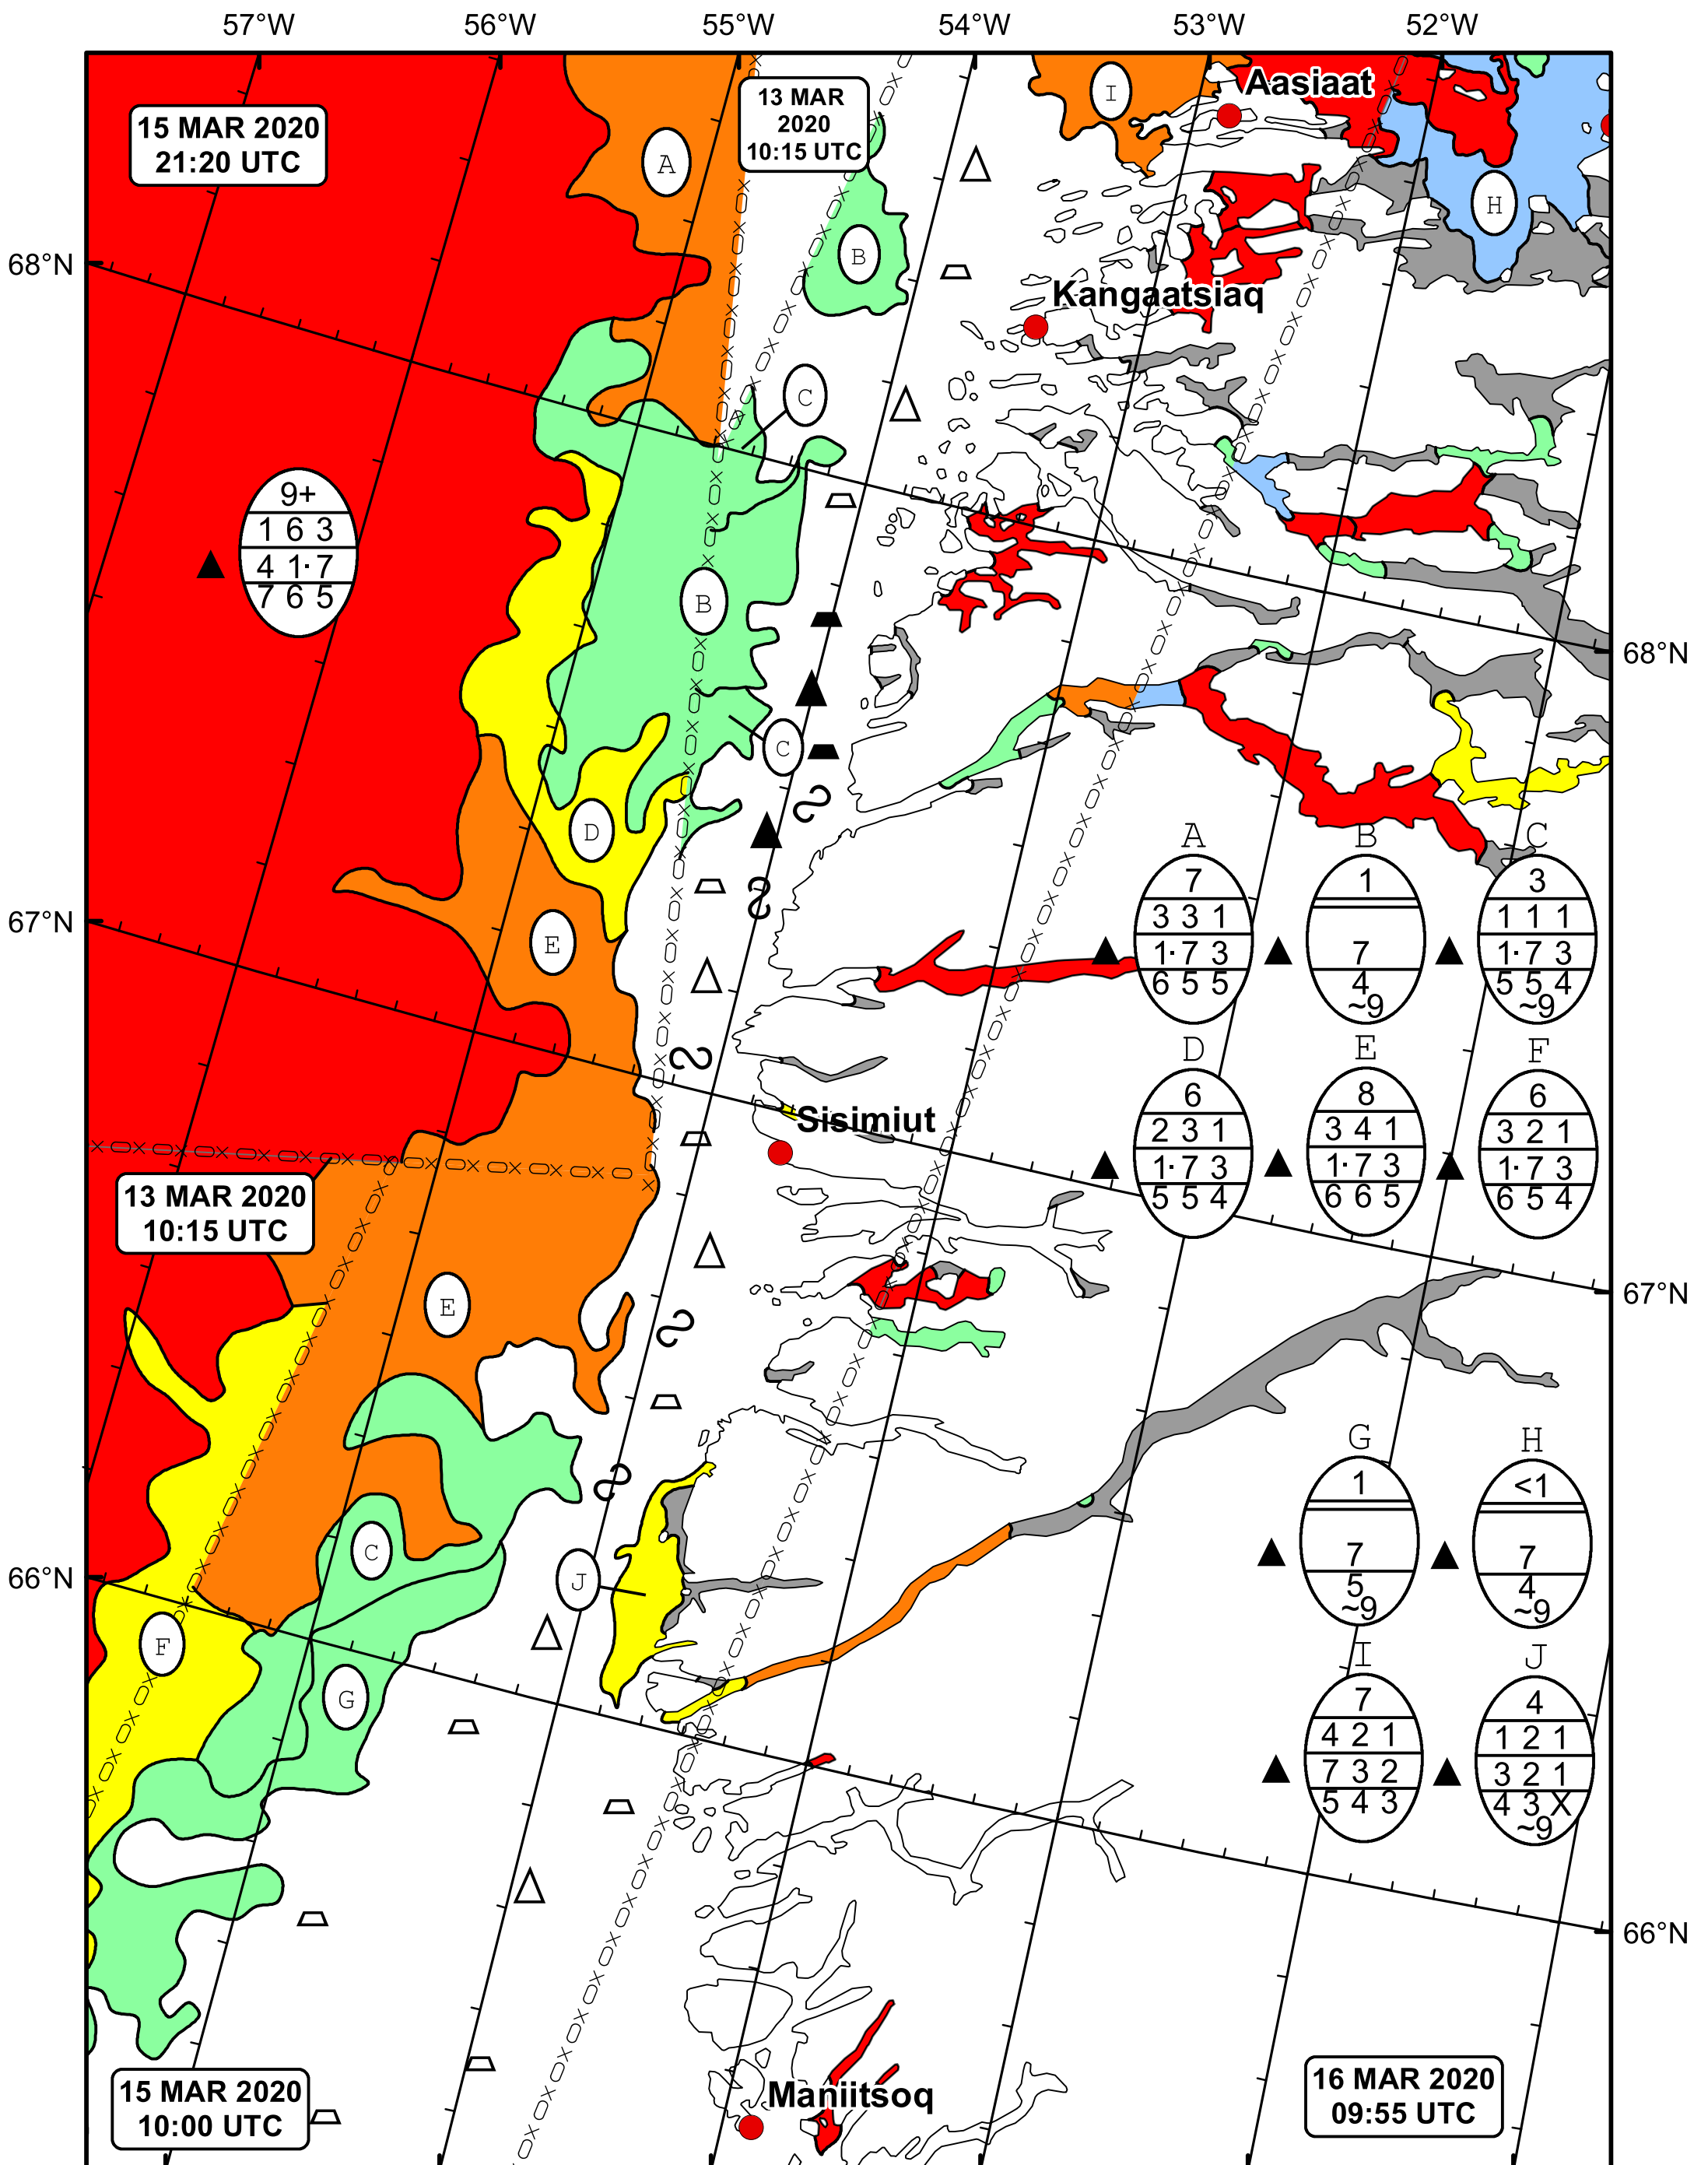 57°W 56°W 55°W 54°W 53°W 52°W
15 MAR 2020
21:20 UTC
13 MAR
2020
10:15 UTC
A
I
Aasiaat
H
B
68°N
Kangaatsiaq
C
9+
1 6 3
4 1· 7
7 6 5
B
68°N
C
D
E
67°N
A
7
3 3 1
1· 7 3
6 5 5
B
1
7
4
~9
C
3
1 1 1
1· 7 3
5 5 4
~9
D
6
2 3 1
1· 7 3
5 5 4
E
8
3 4 1
1· 7 3
6 6 5
F
6
3 2 1
1· 7 3
6 5 4
Sisimiut
13 MAR 2020
10:15 UTC
E
67°N
C
J
66°N
F
G
G
1
7
5
~9
H
<1
7
4
~9
I
7
4 2 1
7 3 2
5 4 3
J
4
1 2 1
3 2 1
4 3 X
~9
66°N
15 MAR 2020
10:00 UTC
Maniitsoq
16 MAR 2020
09:55 UTC